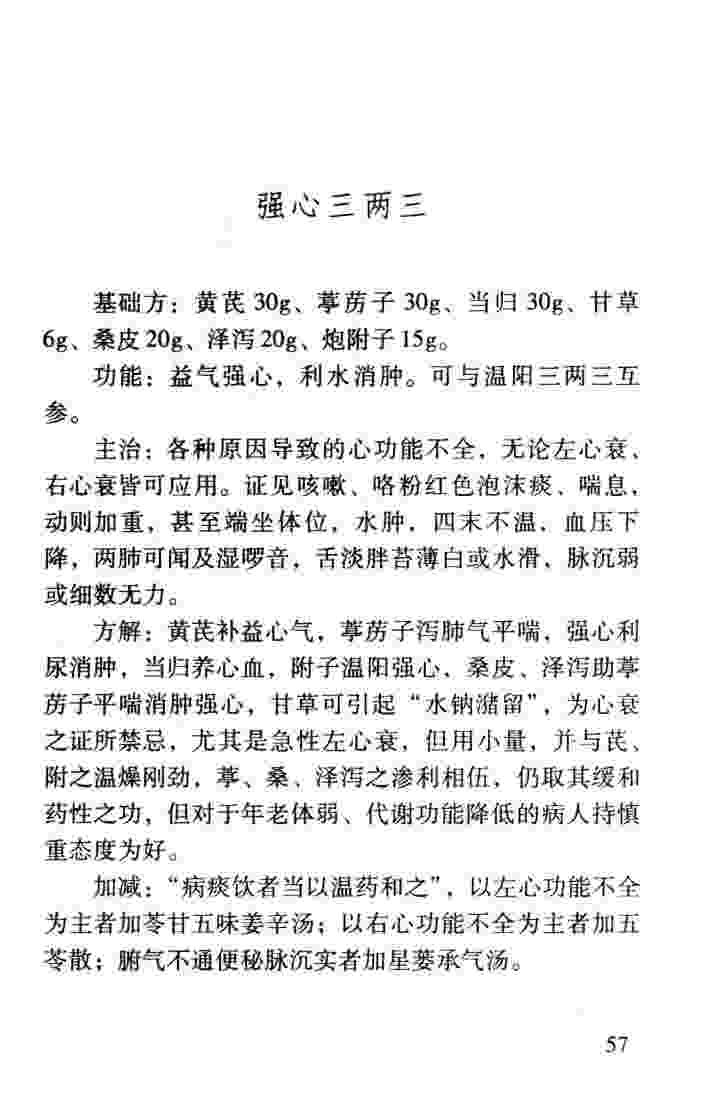 强心三两三
基础方：黄芪 30g、葶苈子 30g、当归 30g、甘草
6g、桑皮 20g、泽泻 20g、炮附子 15g。
功能：益气强心，利水消肿。可与温阳三两三互
参。
主治：各种原因导致的心功能不全，无论左心衰、
右心衰皆可应用。证见咳嗽、咯粉红色泡沫痰、喘息，
动则加重，甚至端坐体位，水肿，四末不温，血压下
降，两肺可闻及湿啰音，舌淡胖苔薄白或水滑，脉沉弱
或细数无力。
方解：黄芪补益心气，葶苈子泻肺气平喘，强心利
尿消肿，当归养心血，附子温阳强心，桑皮、泽泻助葶
苈子平喘消肿强心，甘草可引起“水钠潴留”，为心衰
之证所禁忌，尤其是急性左心衰，但用小量，并与芪、
附之温燥刚劲，葶、桑、泽泻之渗利相伍，仍取其缓和
药性之功，但对于年老体弱、代谢功能降低的病人持慎
重态度为好。
加减：“病痰饮者当以温药和之”，以左心功能不全
为主者加苓甘五味姜辛汤；以右心功能不全为主者加五
苓散；腑气不通便秘脉沉实者加星蒌承气汤。
57